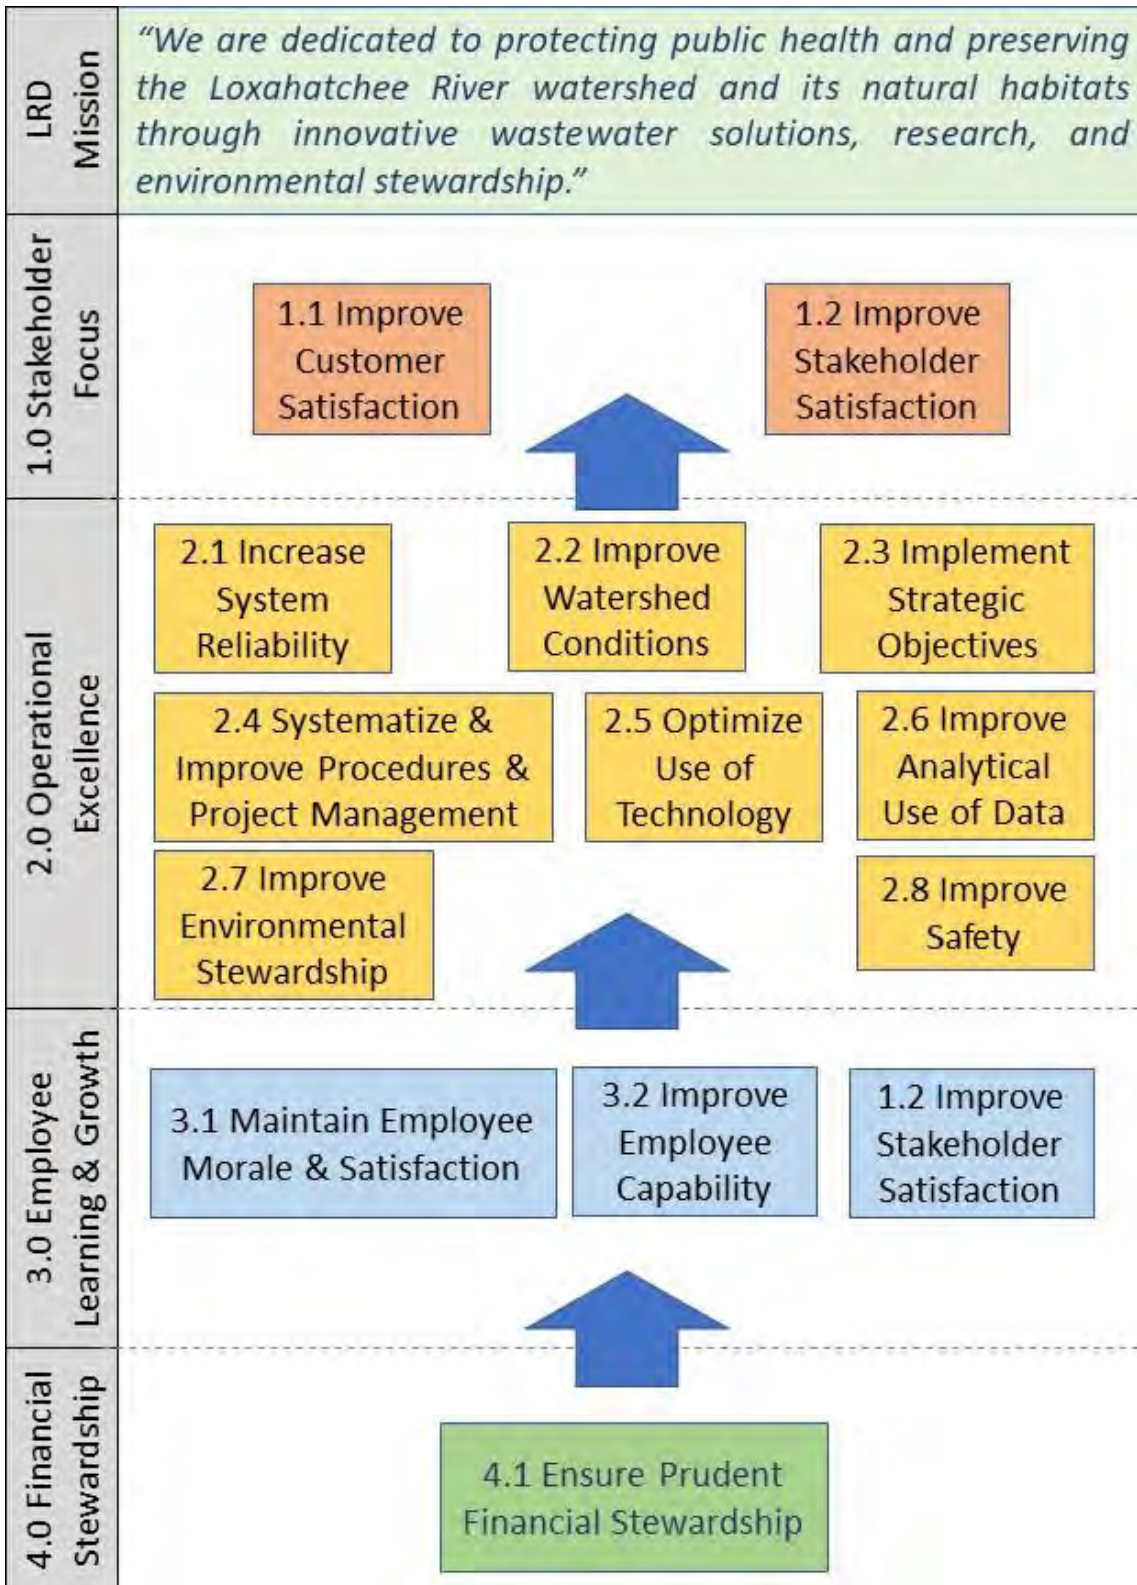 LRD
Mission
“We are dedicated to protecting public health and preserving
the Loxahatchee River watershed and its natural habitats
through innovative wastewater solutions, research, and
environmental stewardship.”
1.0 Stakeholder
Focus
1.1 Improve
Customer
Satisfaction
1.2 Improve
Stakeholder
Satisfaction
2.0 Operational
Excellence
2.1 Increase
System
Reliability
2.2 Improve
Watershed
Conditions
2.3 Implement
Strategic
Objectives
2.4 Systematize &
Improve Procedures &
Project Management
2.5 Optimize
Use of
Technology
2.6 Improve
Analytical
Use of Data
2.7 Improve
Environmental
Stewardship
2.8 Improve
Safety
3.0 Employee
Learning & Growth
3.1 Maintain Employee
Morale & Satisfaction
3.2 Improve
Employee
Capability
1.2 Improve
Stakeholder
Satisfaction
4.0 Financial
Stewardship
4.1 Ensure Prudent
Financial Stewardship